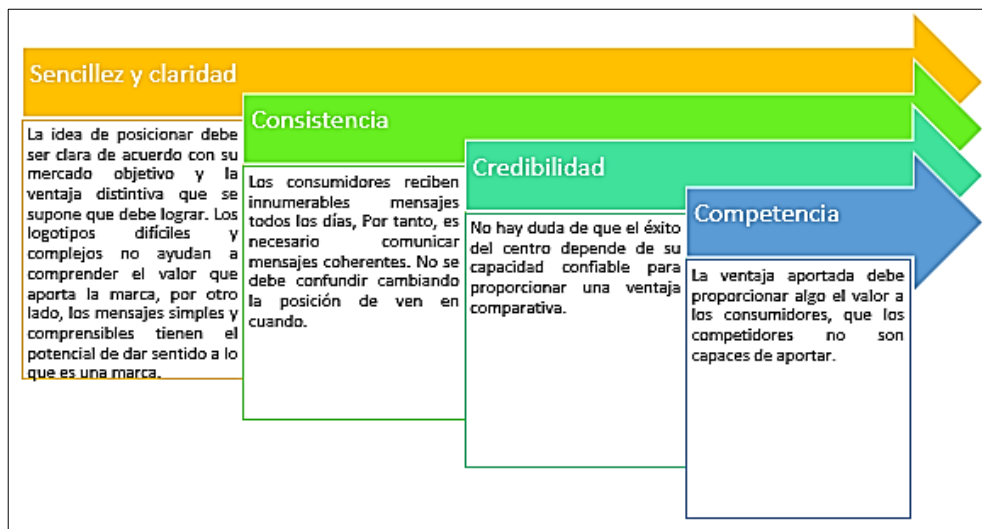 Sencillez y claridad
La idea de posicionar debe
ser clara de acuerdo con su
mercado objetivo y la
ventaja distintiva que se
supone que debe lograr. Los
logotipos difíciles y
complejos no ayudan a
comprender el valor que
aporta la marca, por otro
lado, los mensajes simples y
comprensibles tienen el
potencial de dar sentido a lo
que es una marca.
Consistencia
Los consumidores reciben
innumerables mensajes
todos los días, Por tanto, es
necesario comunicar
mensajes coherentes. No se
debe confundir cambiando
la posición de ven en
cuando.
Credibilidad
No hay duda de que el éxito
del centro depende de su
capacidad confiable para
proporcionar una ventaja
comparativa.
Competencia
La ventaja aportada debe
proporcionar algo el valor a
los consumidores, que los
competidores no son
capaces de aportar.